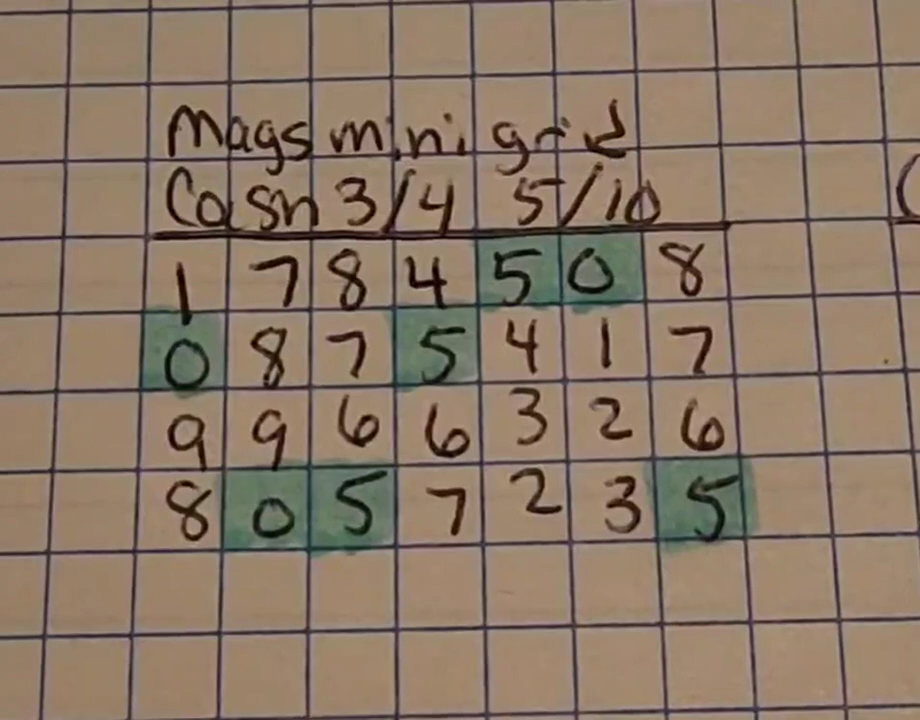 Mags mini grid
Cash 3/4 5/10
1 7 8 4 5 0 8
0 8 7 5 4 1 7
9 9 6 6 3 2 6
8 0 5 7 2 3 5